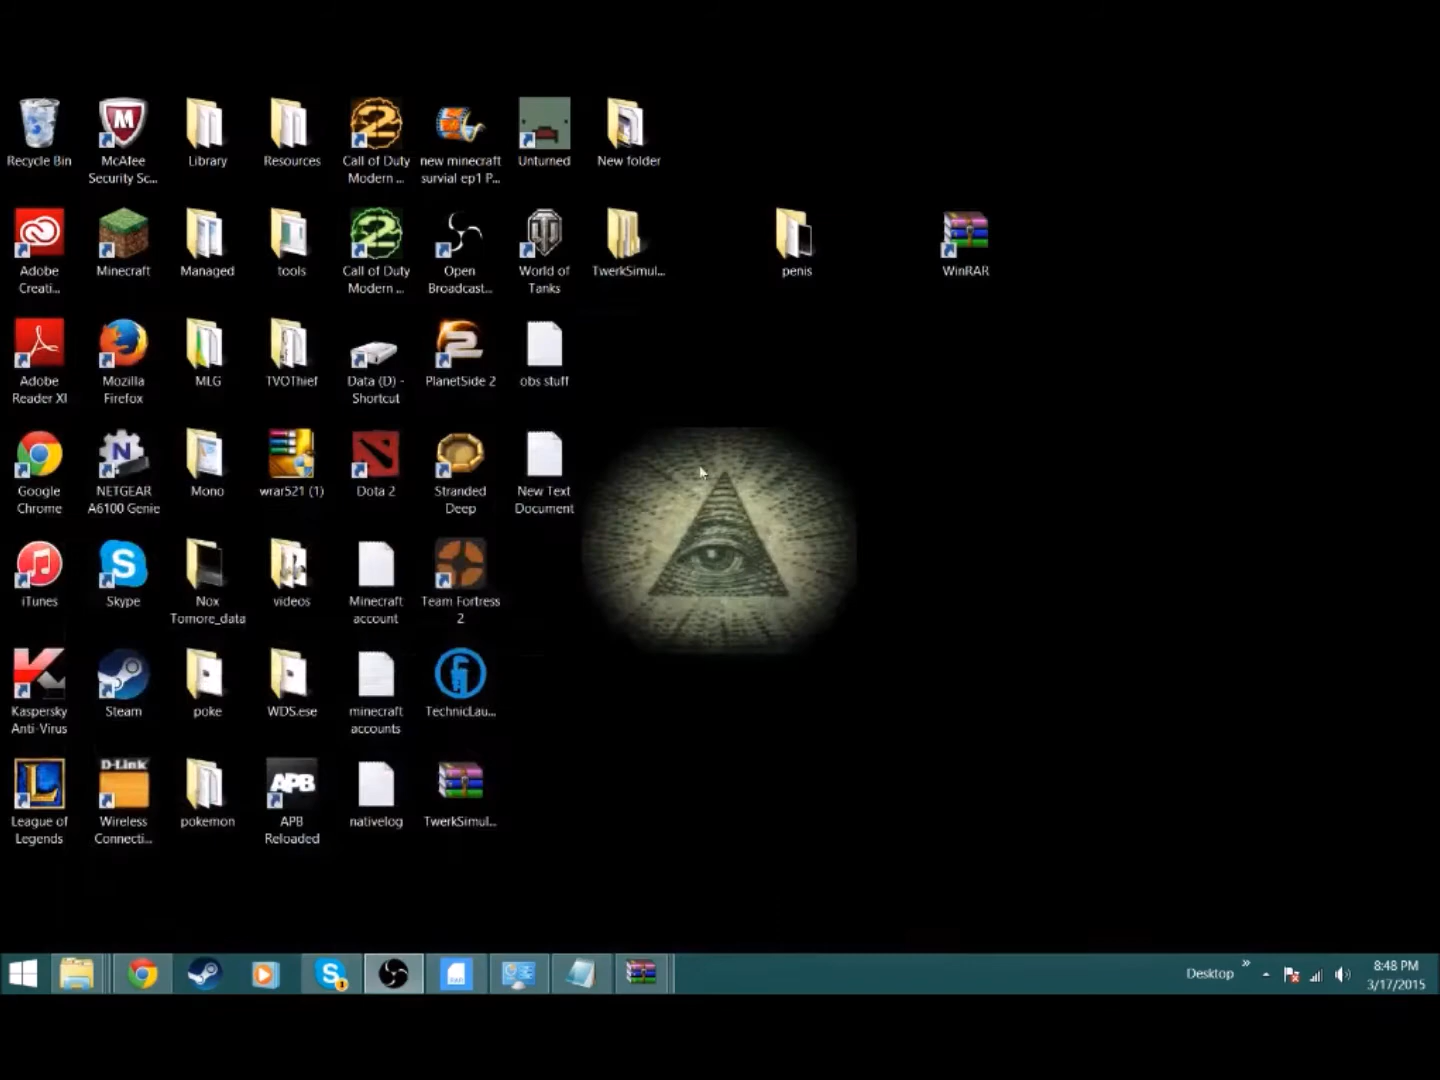 Recycle Bin
McAfee
Security Sc...
Library
Resources
Call of Duty
Modern ...
new minecraft
survial ep1 P...
Unturned
New folder
Adobe
Creati...
Minecraft
Managed
tools
Call of Duty
Modern ...
Open
Broadcast...
World of
Tanks
TwerkSimul...
penis
WinRAR
Adobe
Reader XI
Mozilla
Firefox
MLG
TVOThief
Data (D) -
Shortcut
PlanetSide 2
obs stuff
Google
Chrome
N
NETGEAR
A6100 Genie
Mono
wrar521 (1)
Dota 2
Stranded
Deep
New Text
Document
iTunes
Skype
Nox
Tomore_data
videos
Minecraft
account
Team Fortress
2
Kaspersky
Anti-Virus
Steam
poke
WDS.ese
minecraft
accounts
TechnicLau...
League of
Legends
D-Link
Wireless
Connecti...
pokemon
APB
APB
Reloaded
nativelog
TwerkSimul...
Desktop
8:48 PM
3/17/2015